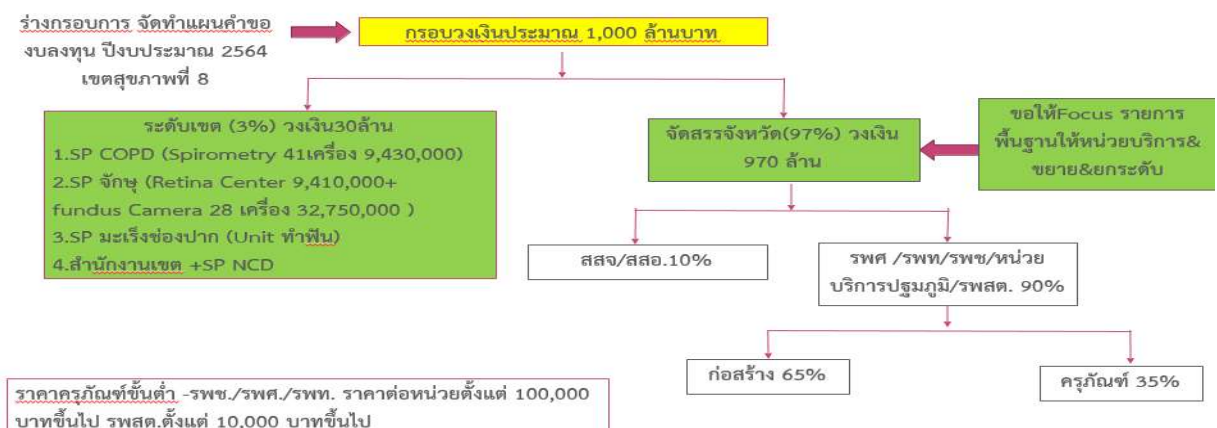 ร่างกรอบการ จัดทำแผนคำขอ
งบลงทุน ปีงบประมาณ 2564
เขตสุขภาพที่ 8
กรอบวงเงินประมาณ 1,000 ล้านบาท
ระดับเขต (3%) วงเงิน30ล้าน
1.SP COPD (Spirometry 41เครื่อง 9,430,000)
2.SP จักษุ (Retina Center 9,410,000+
fundus Camera 28 เครื่อง 32,750,000 )
3.SP มะเร็งช่องปาก (Unit ทำฟัน)
4.สำนักงานเขต +SP NCD
จัดสรรจังหวัด(97%) วงเงิน
970 ล้าน
ขอให้Focus รายการ
พื้นฐานให้หน่วยบริการ&
ขยาย&ยกระดับ
สสจ/สสอ.10%
รพศ /รพท/รพช/หน่วย
บริการปฐมภูมิ/รพสต. 90%
ก่อสร้าง 65%
ครุภัณฑ์ 35%
ราคาครุภัณฑ์ขั้นต่ำ -รพช./รพศ./รพท. ราคาต่อหน่วยตั้งแต่ 100,000
บาทขึ้นไป รพสต.ตั้งแต่ 10,000 บาทขึ้นไป